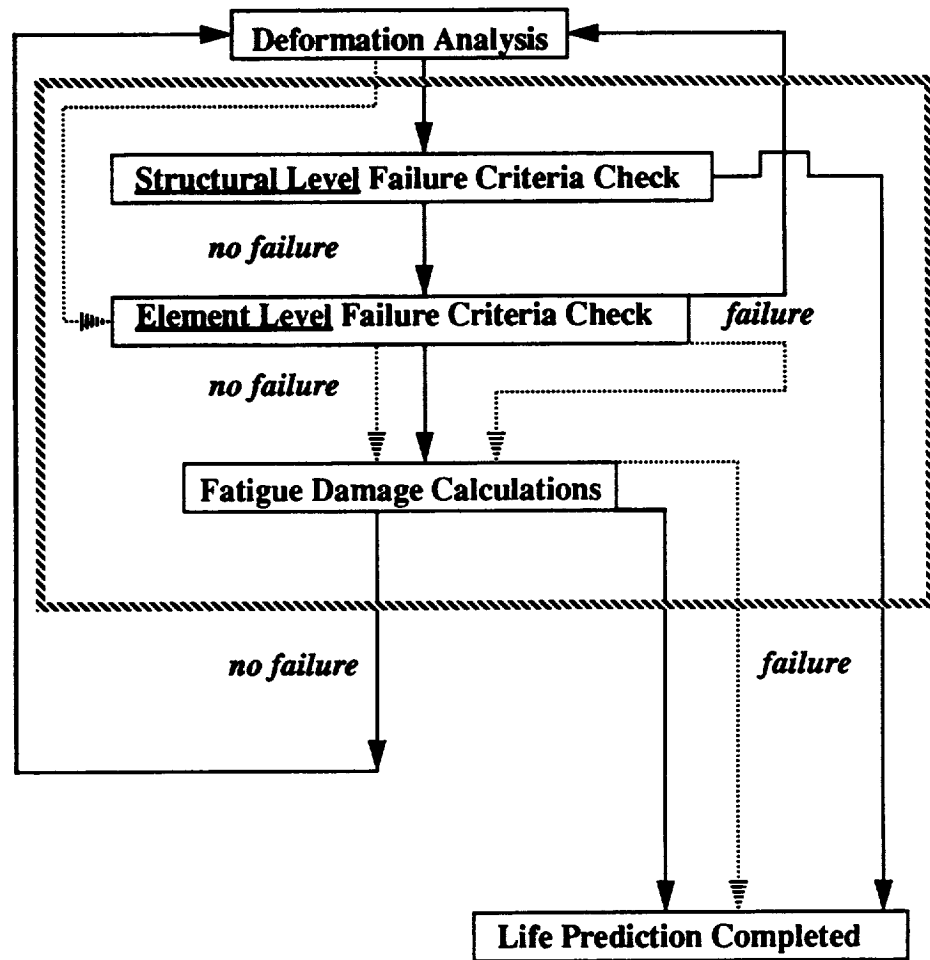 Deformation Analysis
Structural Level Failure Criteria Check
no failure
Element Level Failure Criteria Check
failure
no failure
Fatigue Damage Calculations
no failure
failure
Life Prediction Completed